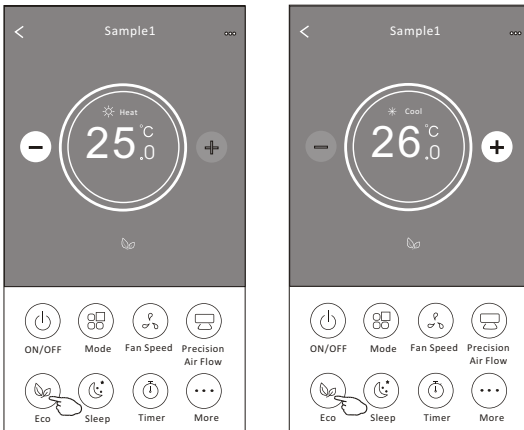 Sample1
Heat
25.0°C
ON/OFF Mode Fan Speed Precision
Air Flow
Eco Sleep Timer More
Sample1
Cool
26.0°C
ON/OFF Mode Fan Speed Precision
Air Flow
Eco Sleep Timer More